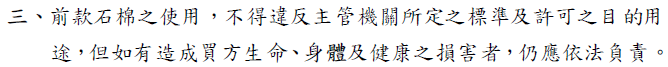 三、前款石棉之使用，不得違反主管機關所定之標準及許可之目的用
途，但如有造成買方生命、身體及健康之損害者，仍應依法負責。